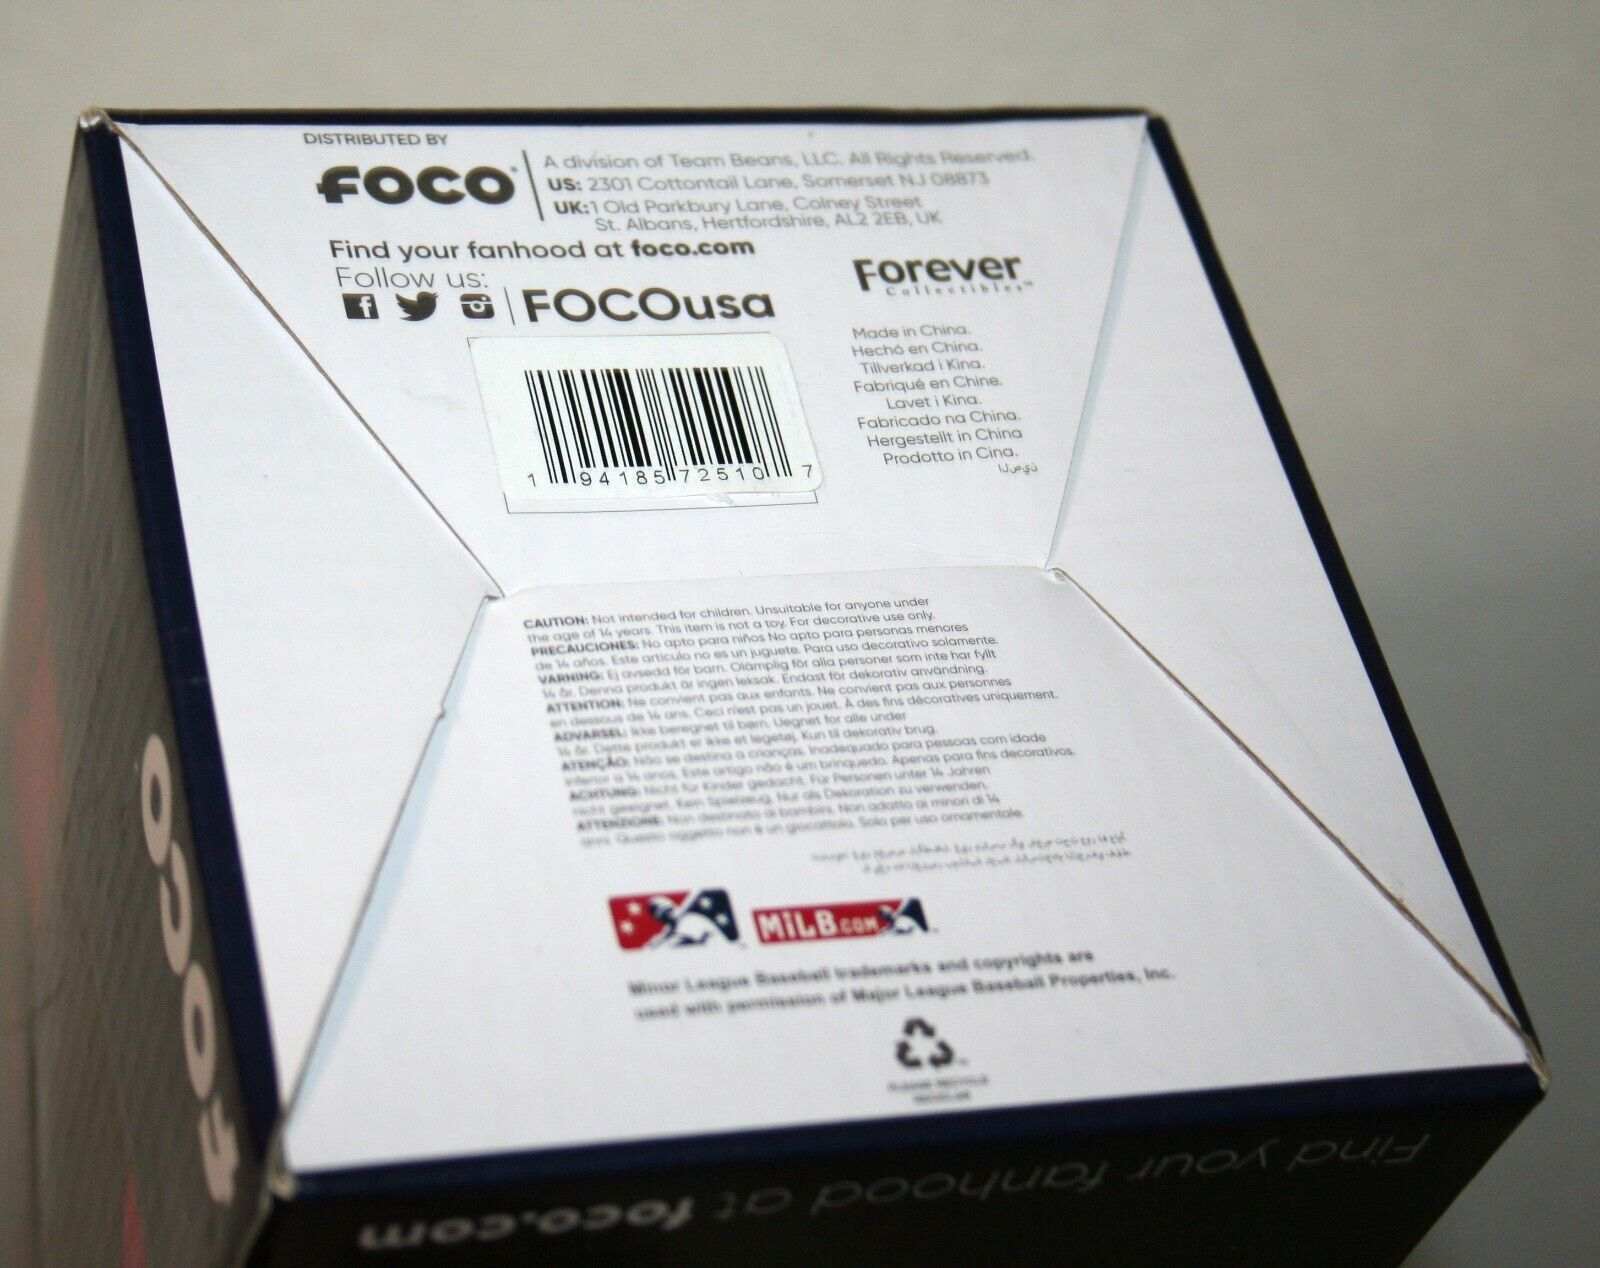 DISTRIBUTED BY
FOCO
A division of Team Beans, LLC. All Rights Reserved.
US: 2301 Cottontail Lane, Somerset NJ 08873
UK:1 Old Parkbury Lane, Colney Street
St. Albans, Hertfordshire, AL2 2EB, UK
Find your fanhood at foco.com
Follow us:
FOCOusa
Forever
Collectibles™
Made in China.
Hechó en China.
Tillverkad i Kina.
Fabriqué en Chine.
Lavet i Kina.
Fabricado na China.
Hergestellt in China
Prodotto in Cina.
1 94185 72510 7
CAUTION: Not intended for children. Unsuitable for anyone under
the age of 14 years. This item is not a toy. For decorative use only.
PRECAUCIONES: No apto para niños No apto para personas menores
de 14 años. Este articulo no es un juguete. Para uso decorativo solamente.
VARNING: Ej avsedd för barn. Olämplig för alla personer som inte har fyllt
14 år. Denna produkt är ingen leksak. Endast för dekorativ användning.
ATTENTION: Ne convient pas aux enfants. Ne convient pas aux personnes
en dessous de 14 ans. Ceci n'est pas un jouet. À des fins décoratives uniquement.
ADVARSEL: Ikke beregnet til børn. Uegnet for alle under
14 år. Dette produkt er ikke et legetøj. Kun til dekorativ brug.
ATENÇÃO: Não se destina a crianças. Inadequado para pessoas com idade
inferior a 14 anos. Este artigo não é um brinquedo. Apenas para fins decorativos.
ACHTUNG: Nicht für Kinder gedacht. Für Personen unter 14 Jahren
nicht geeignet. Kein Spielzeug. Nur als Dekoration zu verwenden.
ATTENZIONE: Non destinato ai bambini. Non adatto ai minori di 14
anni. Questo oggetto non è un giocattolo. Solo per uso ornamentale.
MiLB.COM
Minor League Baseball trademarks and copyrights are
used with permission of Major League Baseball Properties, Inc.
PLEASE RECYCLE
FOCO
Find your fanhood at foco.com